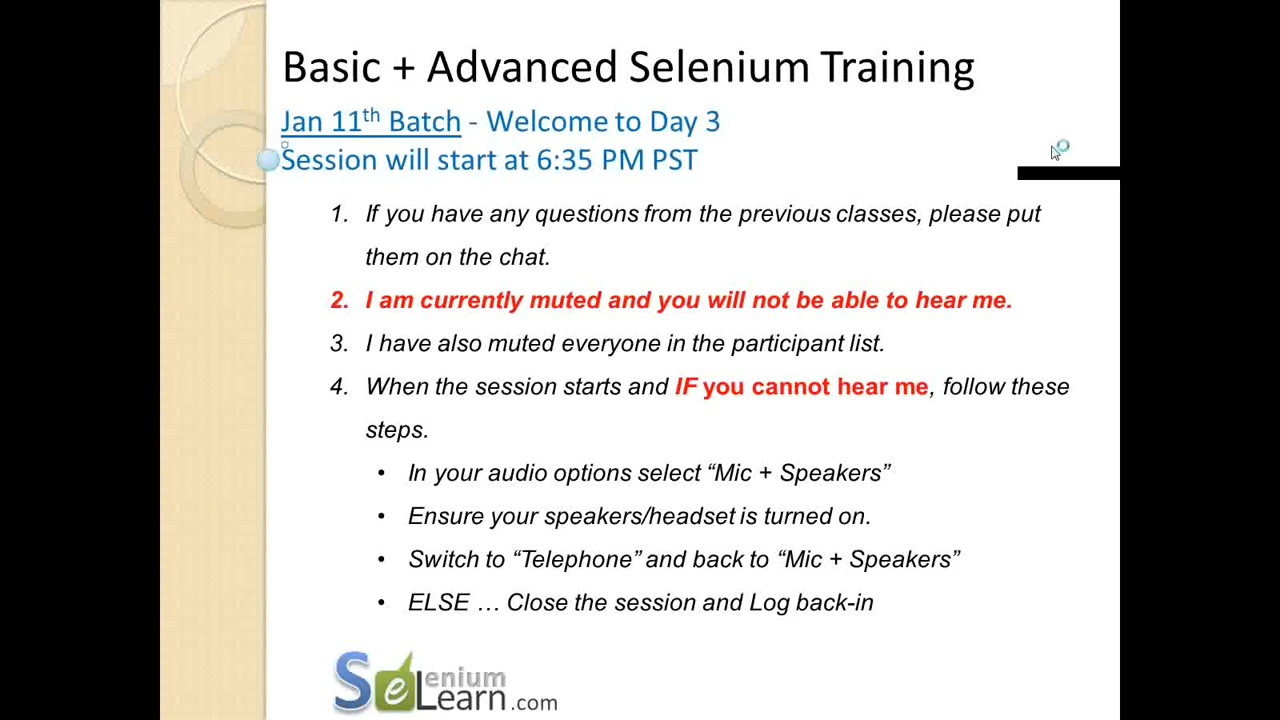 Basic + Advanced Selenium Training
Jan 11th Batch - Welcome to Day 3
Session will start at 6:35 PM PST
1. If you have any questions from the previous classes, please put
them on the chat.
2. I am currently muted and you will not be able to hear me.
3. I have also muted everyone in the participant list.
4. When the session starts and IF you cannot hear me, follow these
steps.
• In your audio options select “Mic + Speakers”
• Ensure your speakers/headset is turned on.
• Switch to “Telephone” and back to “Mic + Speakers”
• ELSE … Close the session and Log back-in
Selenium
Learn.com